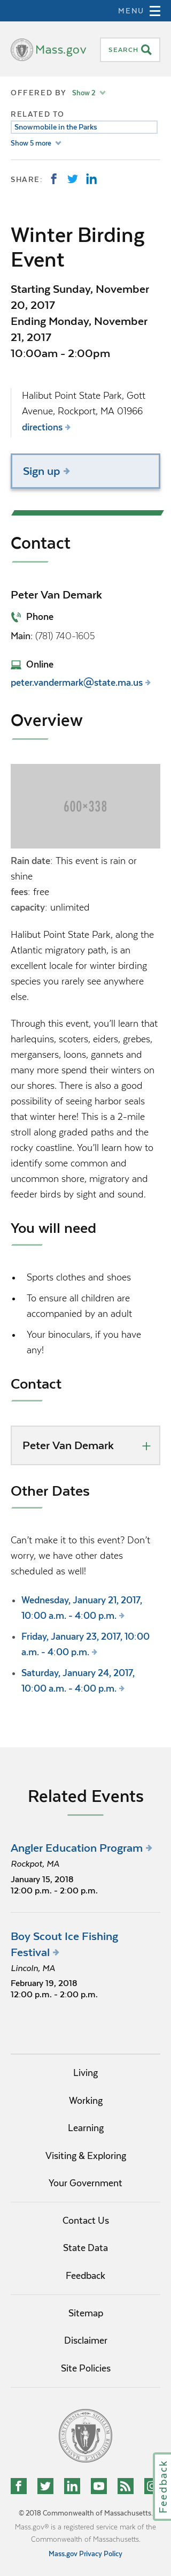 MENU
Mass.gov
SEARCH
OFFERED BY Show 2
RELATED TO
Snowmobile in the Parks
Show 5 more
SHARE:
Winter Birding
Event
Starting Sunday, November
20, 2017
Ending Monday, November
21, 2017
10:00am - 2:00pm
Halibut Point State Park, Gott
Avenue, Rockport, MA 01966
directions
Sign up
Contact
Peter Van Demark
Phone
Main: (781) 740-1605
Online
peter.vandermark@state.ma.us
Overview
600×338
Rain date: This event is rain or
shine
fees: free
capacity: unlimited
Halibut Point State Park, along the
Atlantic migratory path, is an
excellent locale for winter birding
species you rarely see anywhere
else.
Through this event, you'll learn that
harlequins, scoters, eiders, grebes,
mergansers, loons, gannets and
many more spend their winters on
our shores. There is also a good
possibility of seeing harbor seals
that winter here! This is a 2-mile
stroll along graded paths and the
rocky coastline. You'll learn how to
identify some common and
uncommon shore, migratory and
feeder birds by sight and sound.
You will need
• Sports clothes and shoes
• To ensure all children are
accompanied by an adult
• Your binoculars, if you have
any!
Contact
Peter Van Demark
Other Dates
Can't make it to this event? Don't
worry, we have other dates
scheduled as well!
• Wednesday, January 21, 2017,
10:00 a.m. - 4:00 p.m.
• Friday, January 23, 2017, 10:00
a.m. - 4:00 p.m.
• Saturday, January 24, 2017,
10:00 a.m. - 4:00 p.m.
Related Events
Angler Education Program
Rockpot, MA
January 15, 2018
12:00 p.m. - 2:00 p.m.
Boy Scout Ice Fishing
Festival
Lincoln, MA
February 19, 2018
12:00 p.m. - 2:00 p.m.
Living
Working
Learning
Visiting & Exploring
Your Government
Contact Us
State Data
Feedback
Sitemap
Disclaimer
Site Policies
Feedback
© 2018 Commonwealth of Massachusetts.
Mass.gov® is a registered service mark of the
Commonwealth of Massachusetts.
Mass.gov Privacy Policy